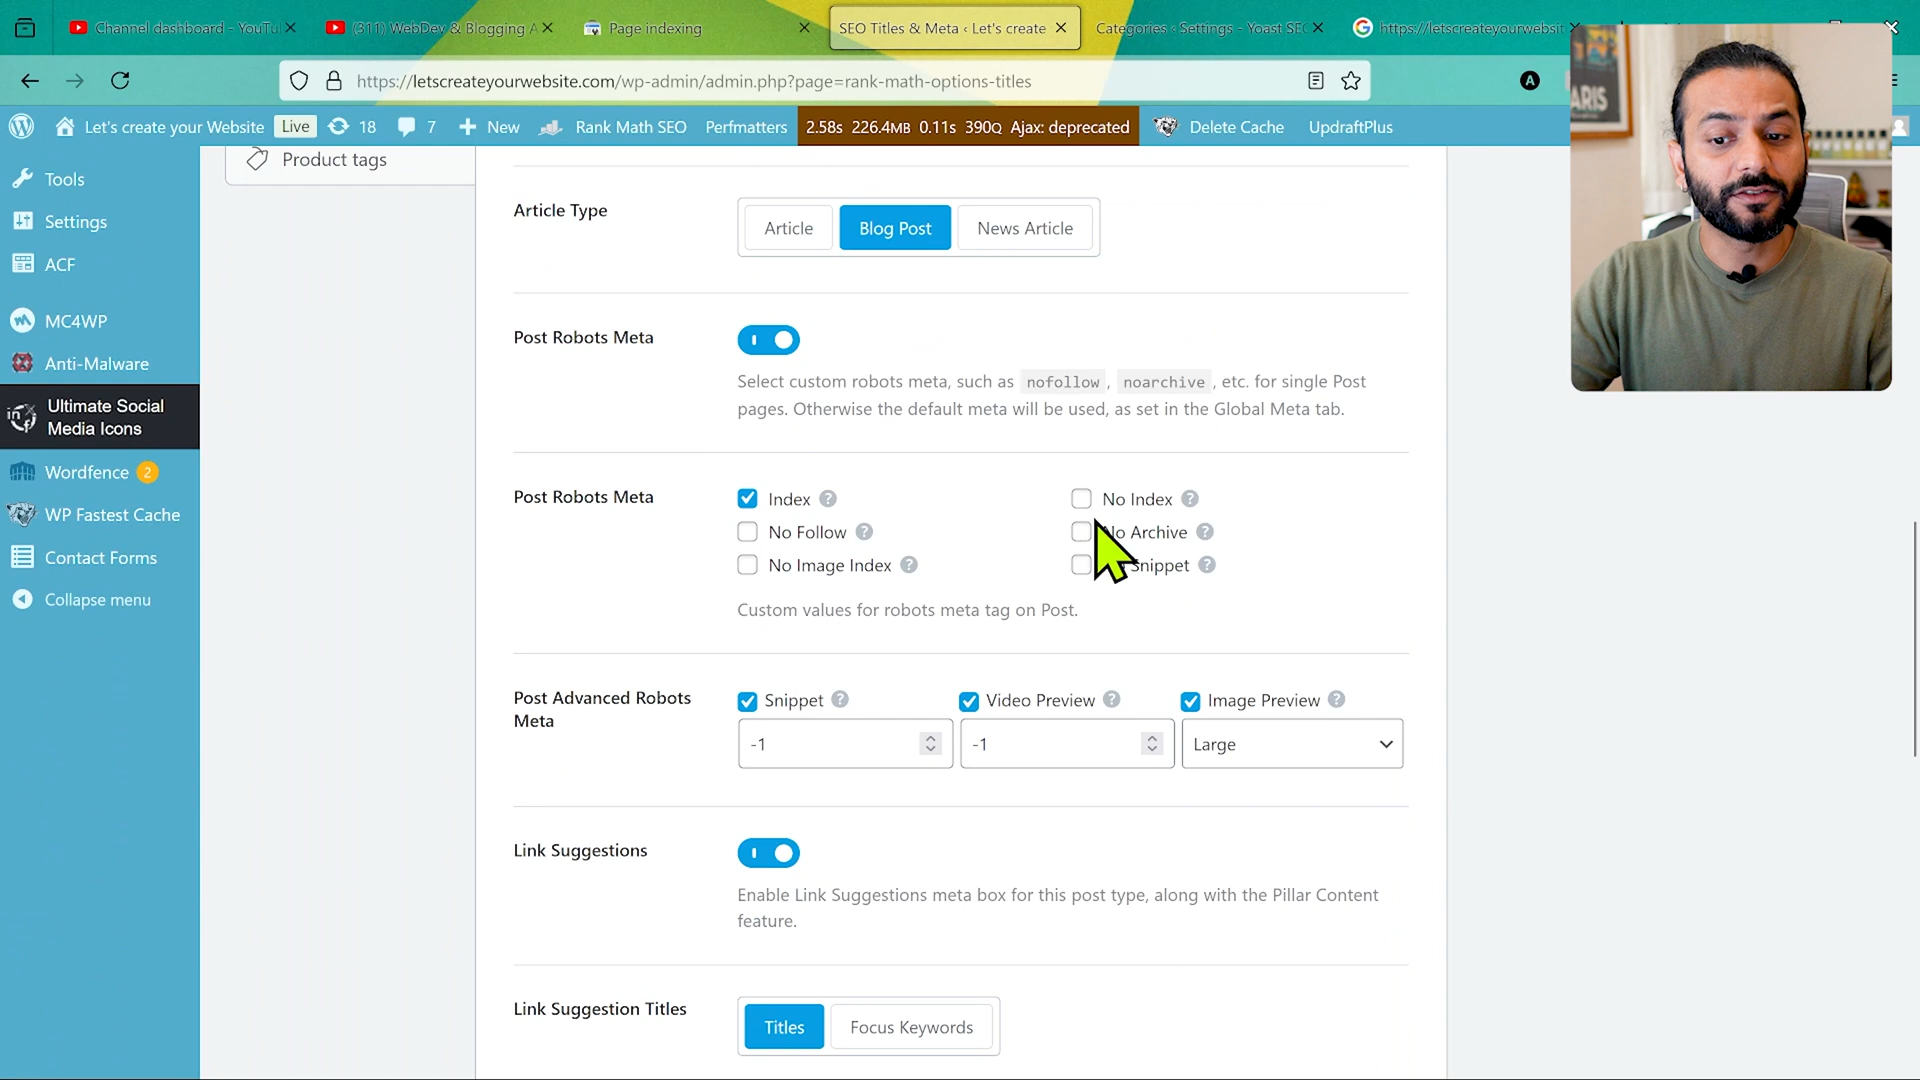 Channel dashboard - YouTu
(311) WebDev & Blogging A
Page indexing
SEO Titles & Meta ‹ Let's create
Categories ‹ Settings - Yoast SEO
https://letscreateyourwebsit
https://letscreateyourwebsite.com/wp-admin/admin.php?page=rank-math-options-titles
A
Let's create your Website
Live
18
7
New
Rank Math SEO
Perfmatters
2.58s 226.4MB 0.11s 390Q Ajax: deprecated
Delete Cache
UpdraftPlus
ARIS
Tools
Settings
ACF
MC4WP
Anti-Malware
Ultimate Social
Media Icons
Wordfence 2
WP Fastest Cache
Contact Forms
Collapse menu
Product tags
Article Type
Article
Blog Post
News Article
Post Robots Meta
Select custom robots meta, such as nofollow , noarchive , etc. for single Post
pages. Otherwise the default meta will be used, as set in the Global Meta tab.
Post Robots Meta
Index ?
No Index ?
No Follow ?
No Archive ?
No Image Index ?
Snippet ?
Custom values for robots meta tag on Post.
Post Advanced Robots
Meta
Snippet ?
Video Preview ?
Image Preview ?
-1
-1
Large
Link Suggestions
Enable Link Suggestions meta box for this post type, along with the Pillar Content
feature.
Link Suggestion Titles
Titles
Focus Keywords